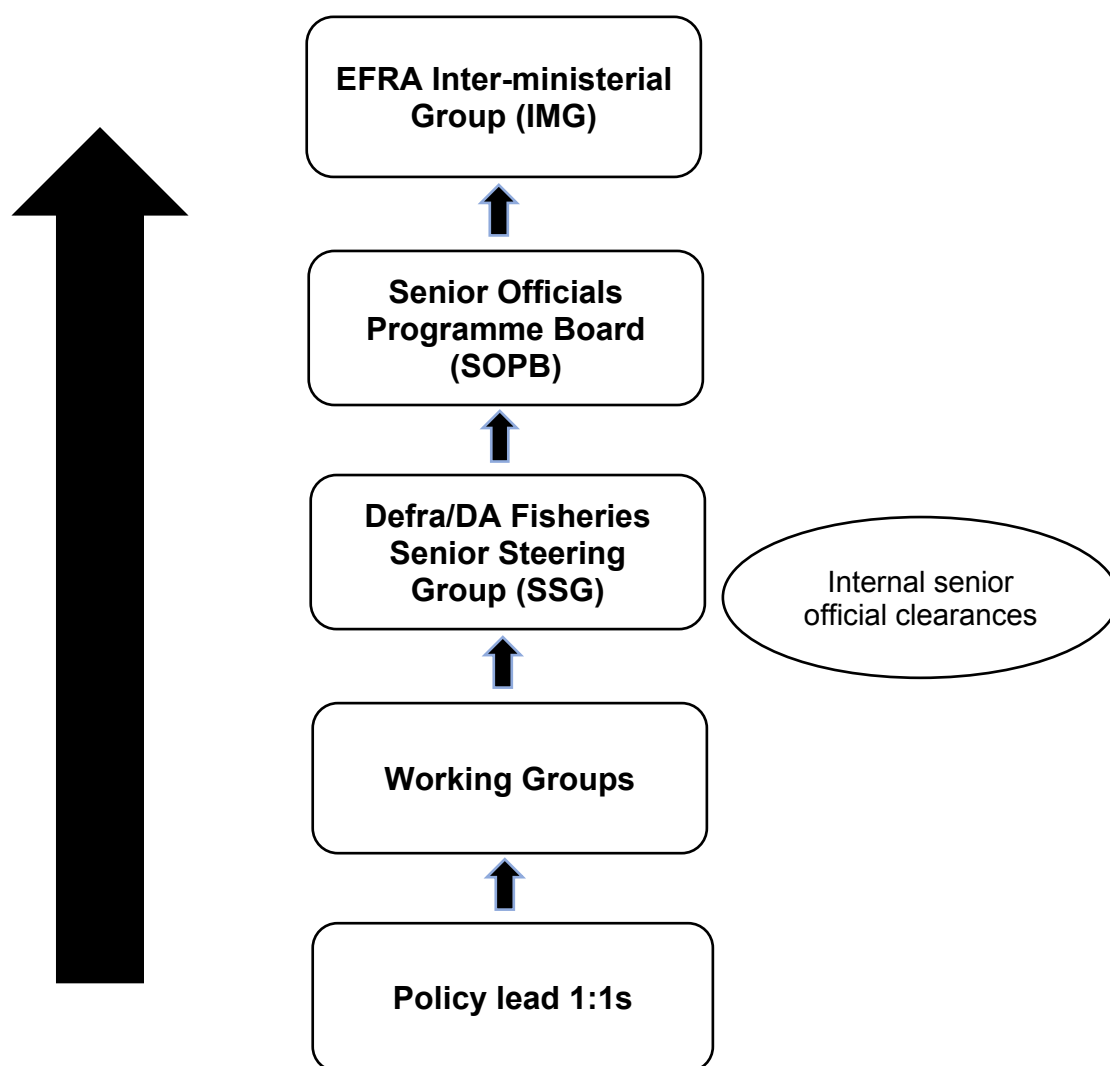 EFRA Inter-ministerial
Group (IMG)
Senior Officials
Programme Board
(SOPB)
Defra/DA Fisheries
Senior Steering
Group (SSG)
Internal senior
official clearances
Working Groups
Policy lead 1:1s